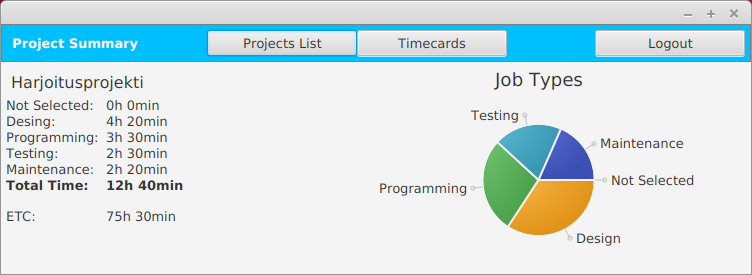 Project Summary
Projects List
Timecards
Logout
Harjoitusprojekti
Not Selected: 0h 0min
Desing: 4h 20min
Programming: 3h 30min
Testing: 2h 30min
Maintenance: 2h 20min
Total Time: 12h 40min
ETC: 75h 30min
Job Types
Testing
Maintenance
Not Selected
Programming
Design